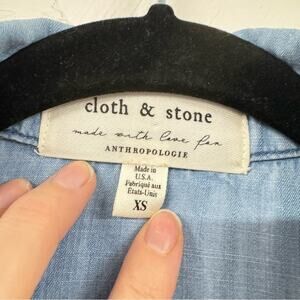 cloth & stone
made with love for
ANTHROPOLOGIE
Made in
U.S.A.
Fabriqué aux
États-Unis
XS